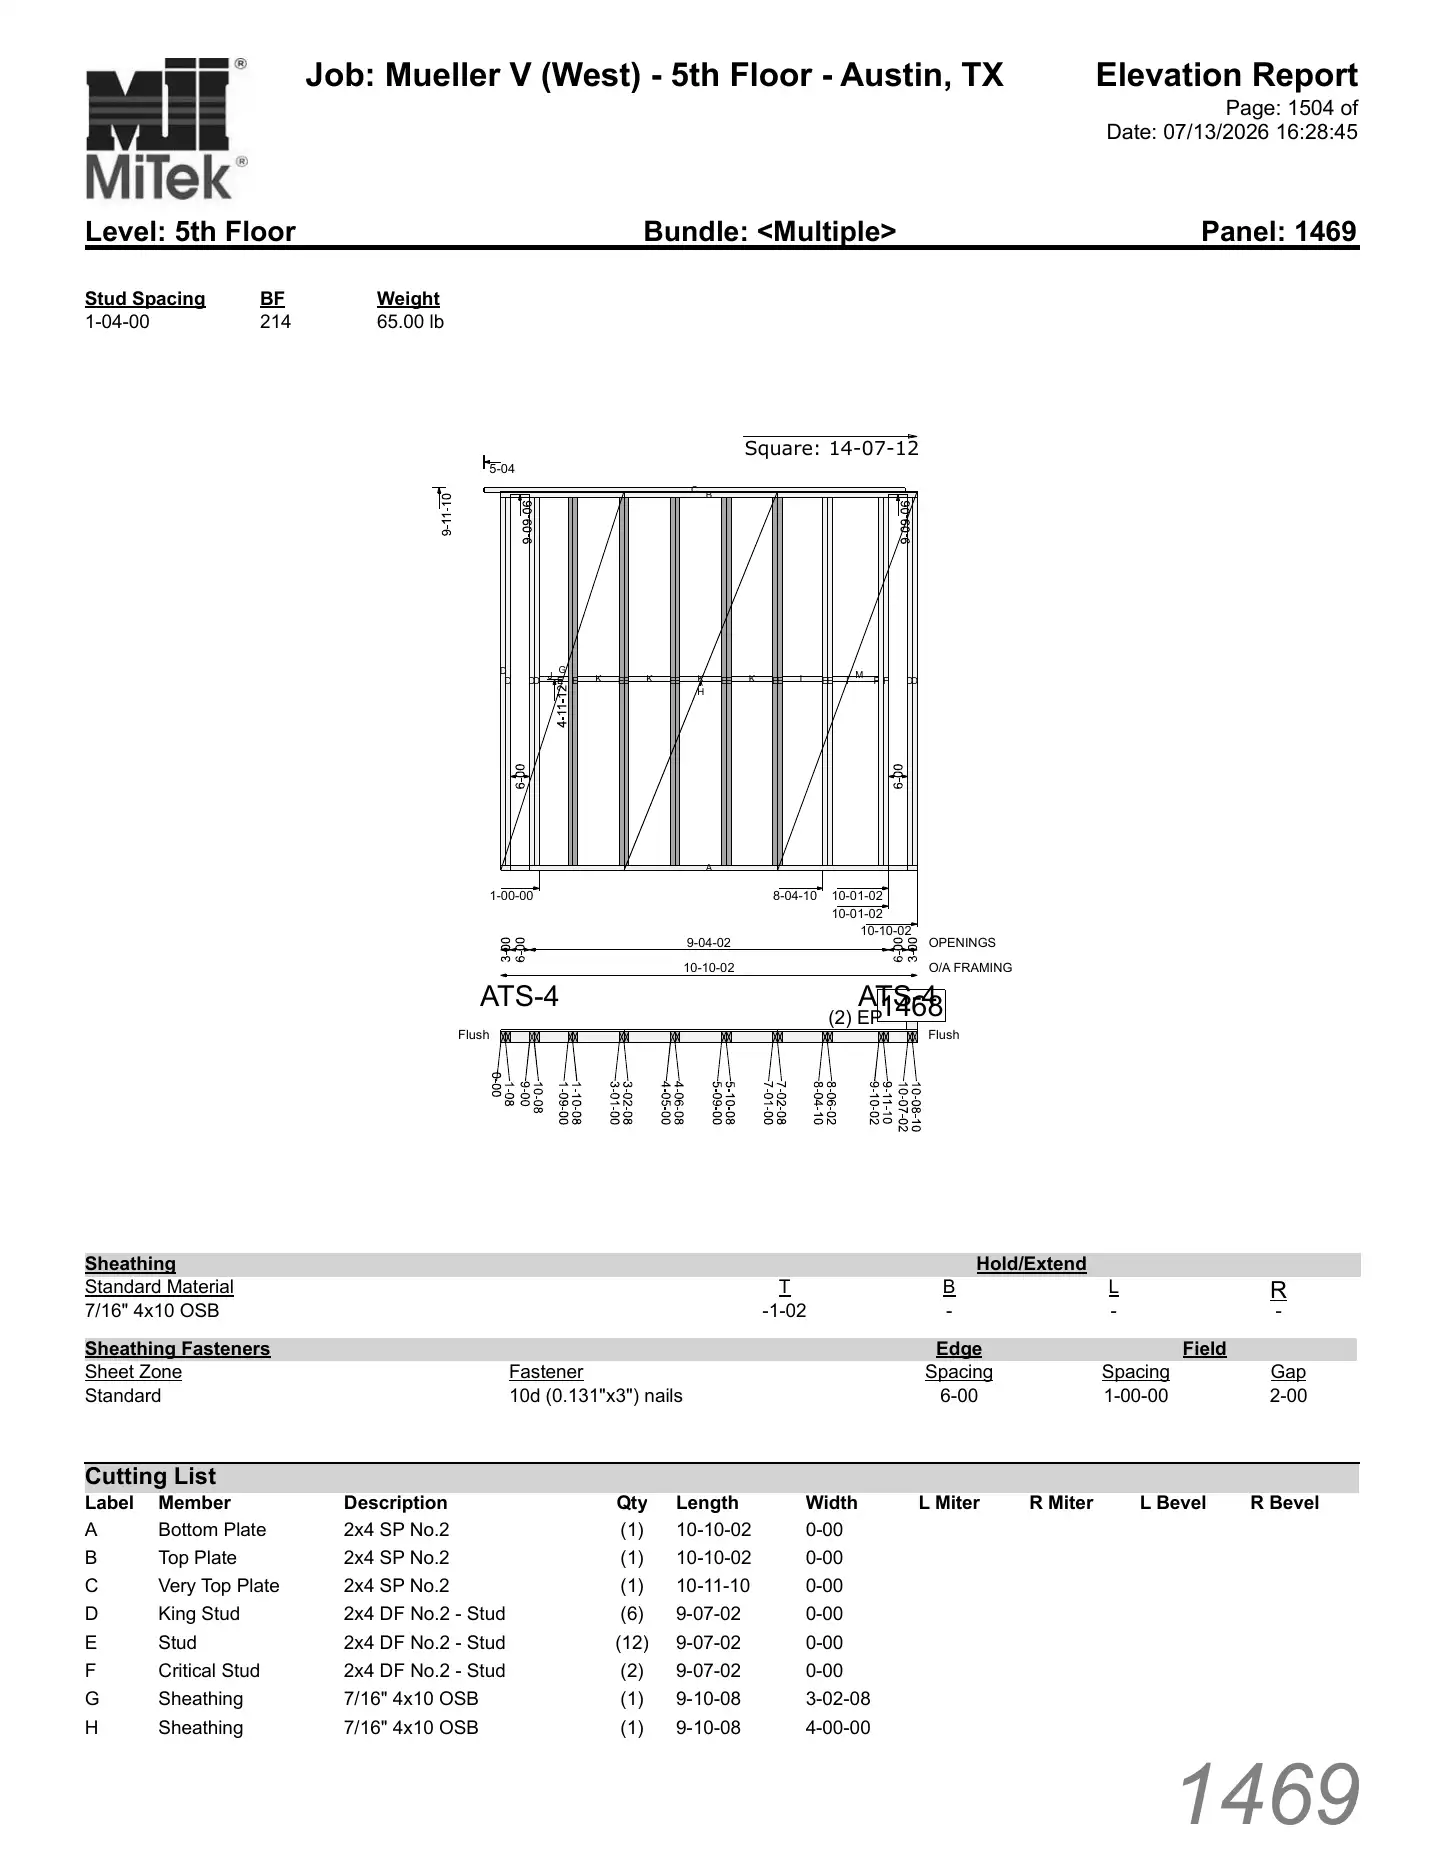 Job: Mueller V (West) - 5th Floor - Austin, TX
Elevation Report
Page: 1504 of
Date: 07/13/2026 16:28:45
MiTek®
Level: 5th Floor Bundle: <Multiple> Panel: 1469
Stud Spacing BF Weight
1-04-00 214 65.00 lb
Square: 14-07-12
5-04
9-11-10
9-09-06
9-09-06
C
B
D
G
K K K K
M
H
4-11-12
6-00
6-00
A
1-00-00 8-04-10 10-01-02
10-01-02
10-10-02
3-00 6-00 9-04-02 6-00 3-00 OPENINGS
10-10-02 O/A FRAMING
ATS-4 ATS-4
(2) EP 1468
Flush Flush
0-00 1-08 9-00 10-08 1-09-00 1-10-08 3-01-00 3-02-08 4-05-00 4-06-08 5-09-00 5-10-08 7-01-00 7-02-08 8-04-10 8-06-02 9-10-02 9-11-10 10-07-02 10-08-10
Sheathing Hold/Extend
Standard Material T B L R
7/16" 4x10 OSB -1-02 - - -
Sheathing Fasteners Edge Field
Sheet Zone Fastener Spacing Spacing Gap
Standard 10d (0.131"x3") nails 6-00 1-00-00 2-00
Cutting List
Label Member Description Qty Length Width L Miter R Miter L Bevel R Bevel
A Bottom Plate 2x4 SP No.2 (1) 10-10-02 0-00
B Top Plate 2x4 SP No.2 (1) 10-10-02 0-00
C Very Top Plate 2x4 SP No.2 (1) 10-11-10 0-00
D King Stud 2x4 DF No.2 - Stud (6) 9-07-02 0-00
E Stud 2x4 DF No.2 - Stud (12) 9-07-02 0-00
F Critical Stud 2x4 DF No.2 - Stud (2) 9-07-02 0-00
G Sheathing 7/16" 4x10 OSB (1) 9-10-08 3-02-08
H Sheathing 7/16" 4x10 OSB (1) 9-10-08 4-00-00
1469